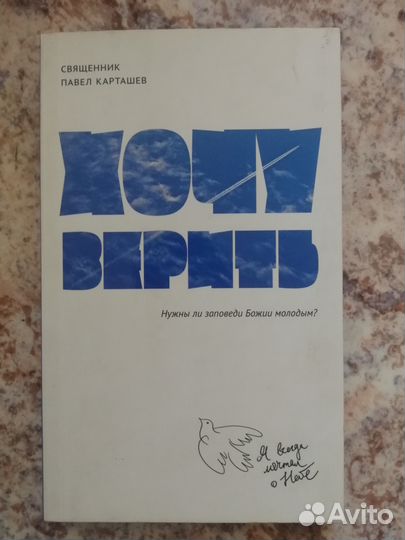 СВЯЩЕННИК
ПАВЕЛ КАРТАШЕВ
ХОЧУ
ВЕРИТЬ
Нужны ли заповеди Божии молодым?
Я всегда
мечтал
о Небе
Avito